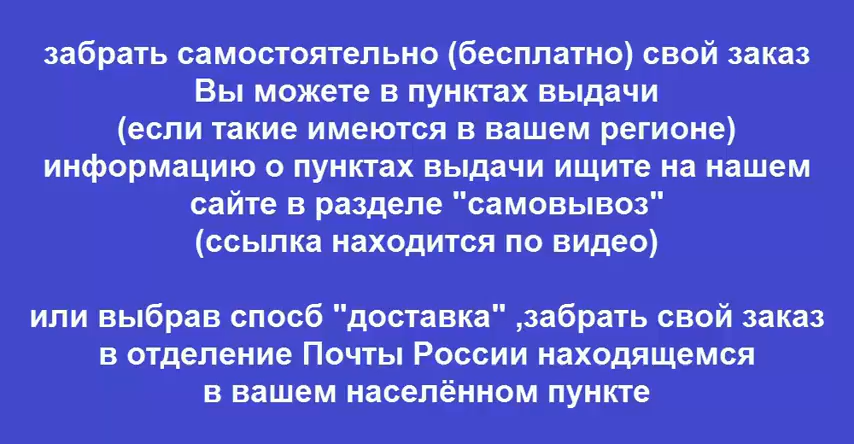 забрать самостоятельно (бесплатно) свой заказ
Вы можете в пунктах выдачи
(если такие имеются в вашем регионе)
информацию о пунктах выдачи ищите на нашем
сайте в разделе "самовывоз"
(ссылка находится по видео)
или выбрав спосб "доставка" ,забрать свой заказ
в отделение Почты России находящемся
в вашем населённом пункте